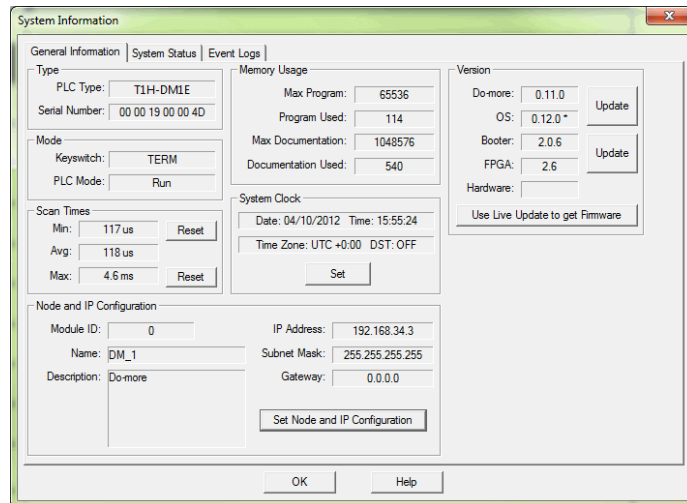 System Information
General Information System Status Event Logs
Type
PLC Type: T1H-DM1E
Serial Number: 00 00 19 00 00 4D
Mode
Keyswitch: TERM
PLC Mode: Run
Scan Times
Min: 117 us Reset
Avg: 118 us
Max: 4.6 ms Reset
Memory Usage
Max Program: 65536
Program Used: 114
Max Documentation: 1048576
Documentation Used: 540
System Clock
Date: 04/10/2012 Time: 15:55:24
Time Zone: UTC +0:00 DST: OFF
Set
Version
Do-more: 0.11.0
OS: 0.12.0 *
Update
Booter: 2.0.6
FPGA: 2.6
Update
Hardware:
Use Live Update to get Firmware
Node and IP Configuration
Module ID: 0
Name: DM_1
Description: Do-more
IP Address: 192.168.34.3
Subnet Mask: 255.255.255.255
Gateway: 0.0.0.0
Set Node and IP Configuration
OK Help